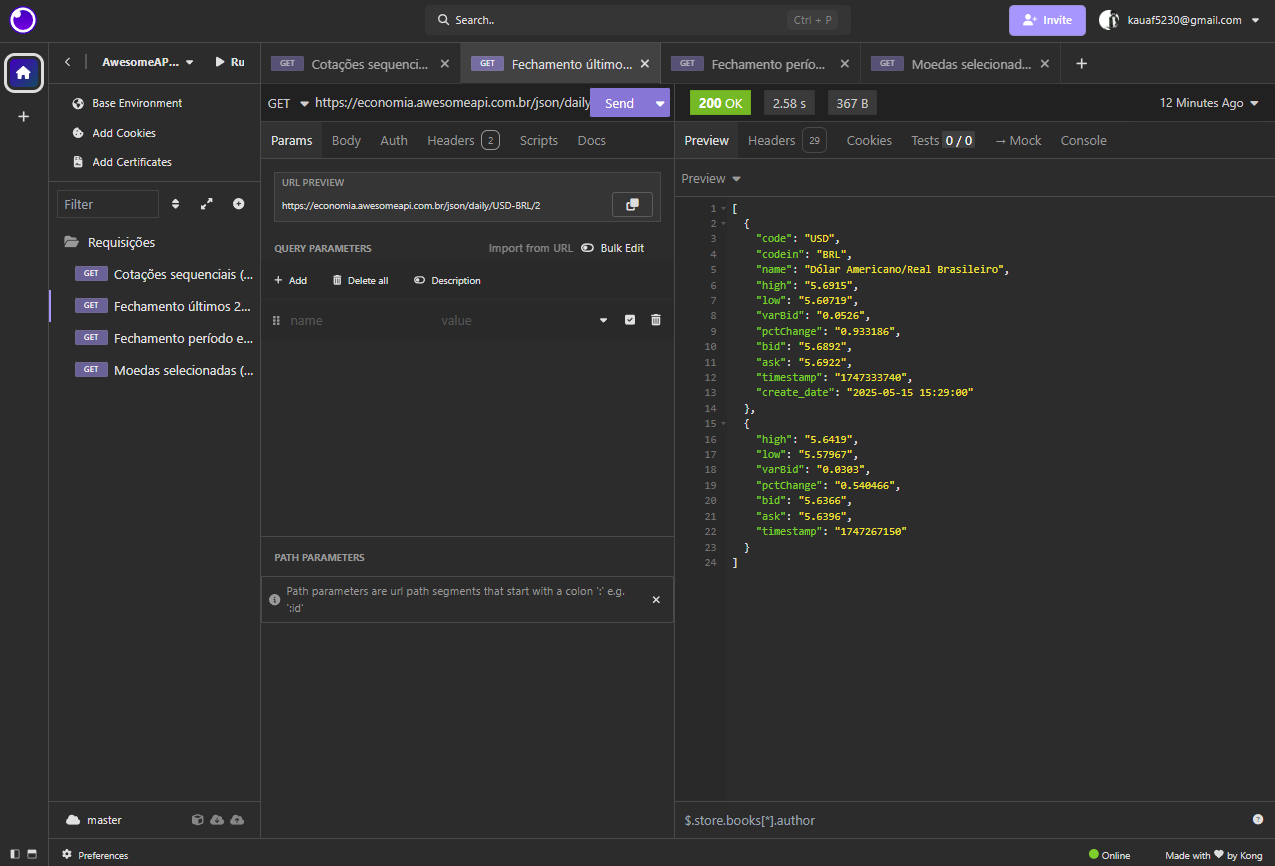 Search..
Ctrl + P
Invite
kauaf5230@gmail.com
AwesomeAP...
Ru
Base Environment
Add Cookies
Add Certificates
Filter
Requisições
GET Cotações sequenciais (...
GET Fechamento últimos 2...
GET Fechamento período e...
GET Moedas selecionadas (...
master
Preferences
GET Cotações sequenci...
GET Fechamento último...
GET Fechamento perío...
GET Moedas selecionad...
GET
https://economia.awesomeapi.com.br/json/daily
Send
Params
Body
Auth
Headers 2
Scripts
Docs
URL PREVIEW
https://economia.awesomeapi.com.br/json/daily/USD-BRL/2
QUERY PARAMETERS
Import from URL
Bulk Edit
Add
Delete all
Description
name
value
PATH PARAMETERS
Path parameters are url path segments that start with a colon ':' e.g.
':id'
200 OK
2.58 s
367 B
12 Minutes Ago
Preview
Headers 29
Cookies
Tests 0 / 0
→ Mock
Console
Preview
1 [
2 {
3 "code": "USD",
4 "codein": "BRL",
5 "name": "Dólar Americano/Real Brasileiro",
6 "high": "5.6915",
7 "low": "5.60719",
8 "varBid": "0.0526",
9 "pctChange": "0.933186",
10 "bid": "5.6892",
11 "ask": "5.6922",
12 "timestamp": "1747333740",
13 "create_date": "2025-05-15 15:29:00"
14 },
15 {
16 "high": "5.6419",
17 "low": "5.57967",
18 "varBid": "0.0303",
19 "pctChange": "0.540466",
20 "bid": "5.6366",
21 "ask": "5.6396",
22 "timestamp": "1747267150"
23 }
24 ]
$.store.books[*].author
Online
Made with ♥ by Kong